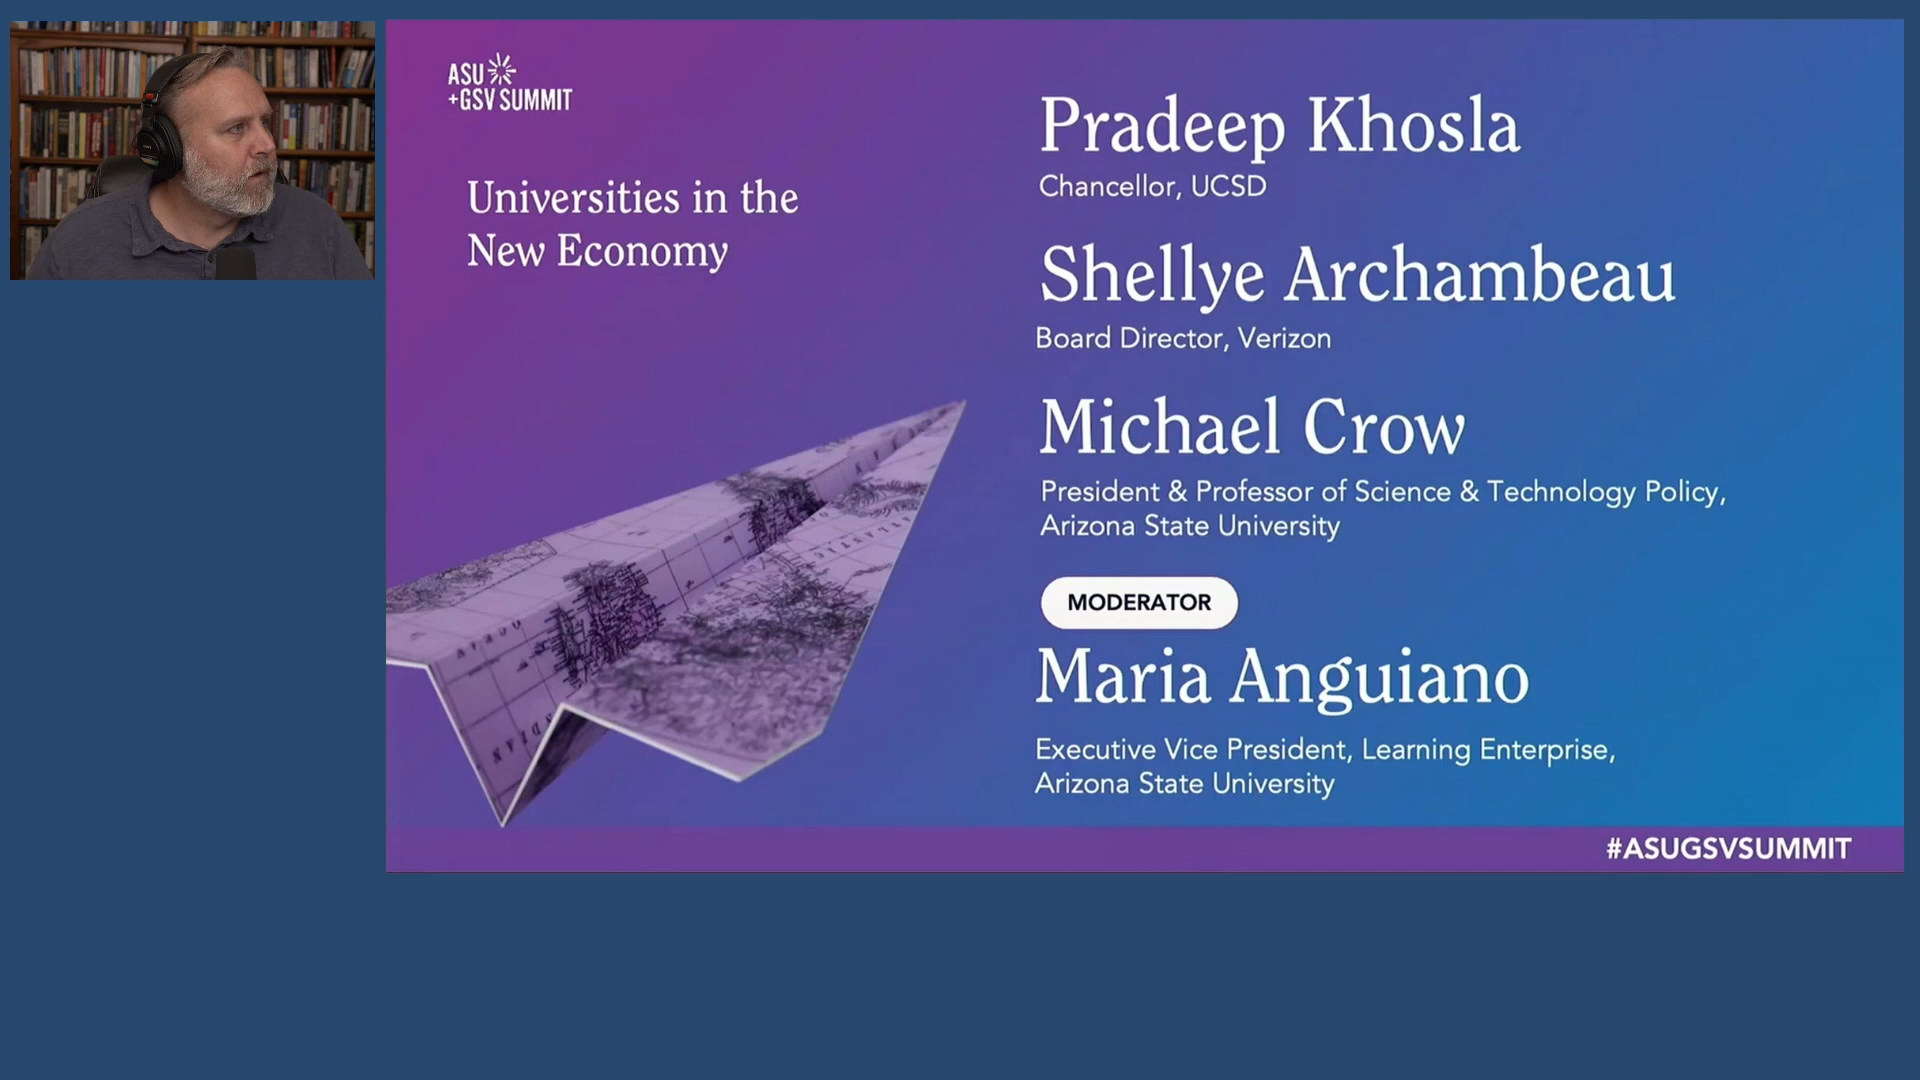 ASU
+GSV SUMMIT
Universities in the
New Economy
Pradeep Khosla
Chancellor, UCSD
Shellye Archambeau
Board Director, Verizon
Michael Crow
President & Professor of Science & Technology Policy,
Arizona State University
MODERATOR
Maria Anguiano
Executive Vice President, Learning Enterprise,
Arizona State University
#ASUGSVSUMMIT